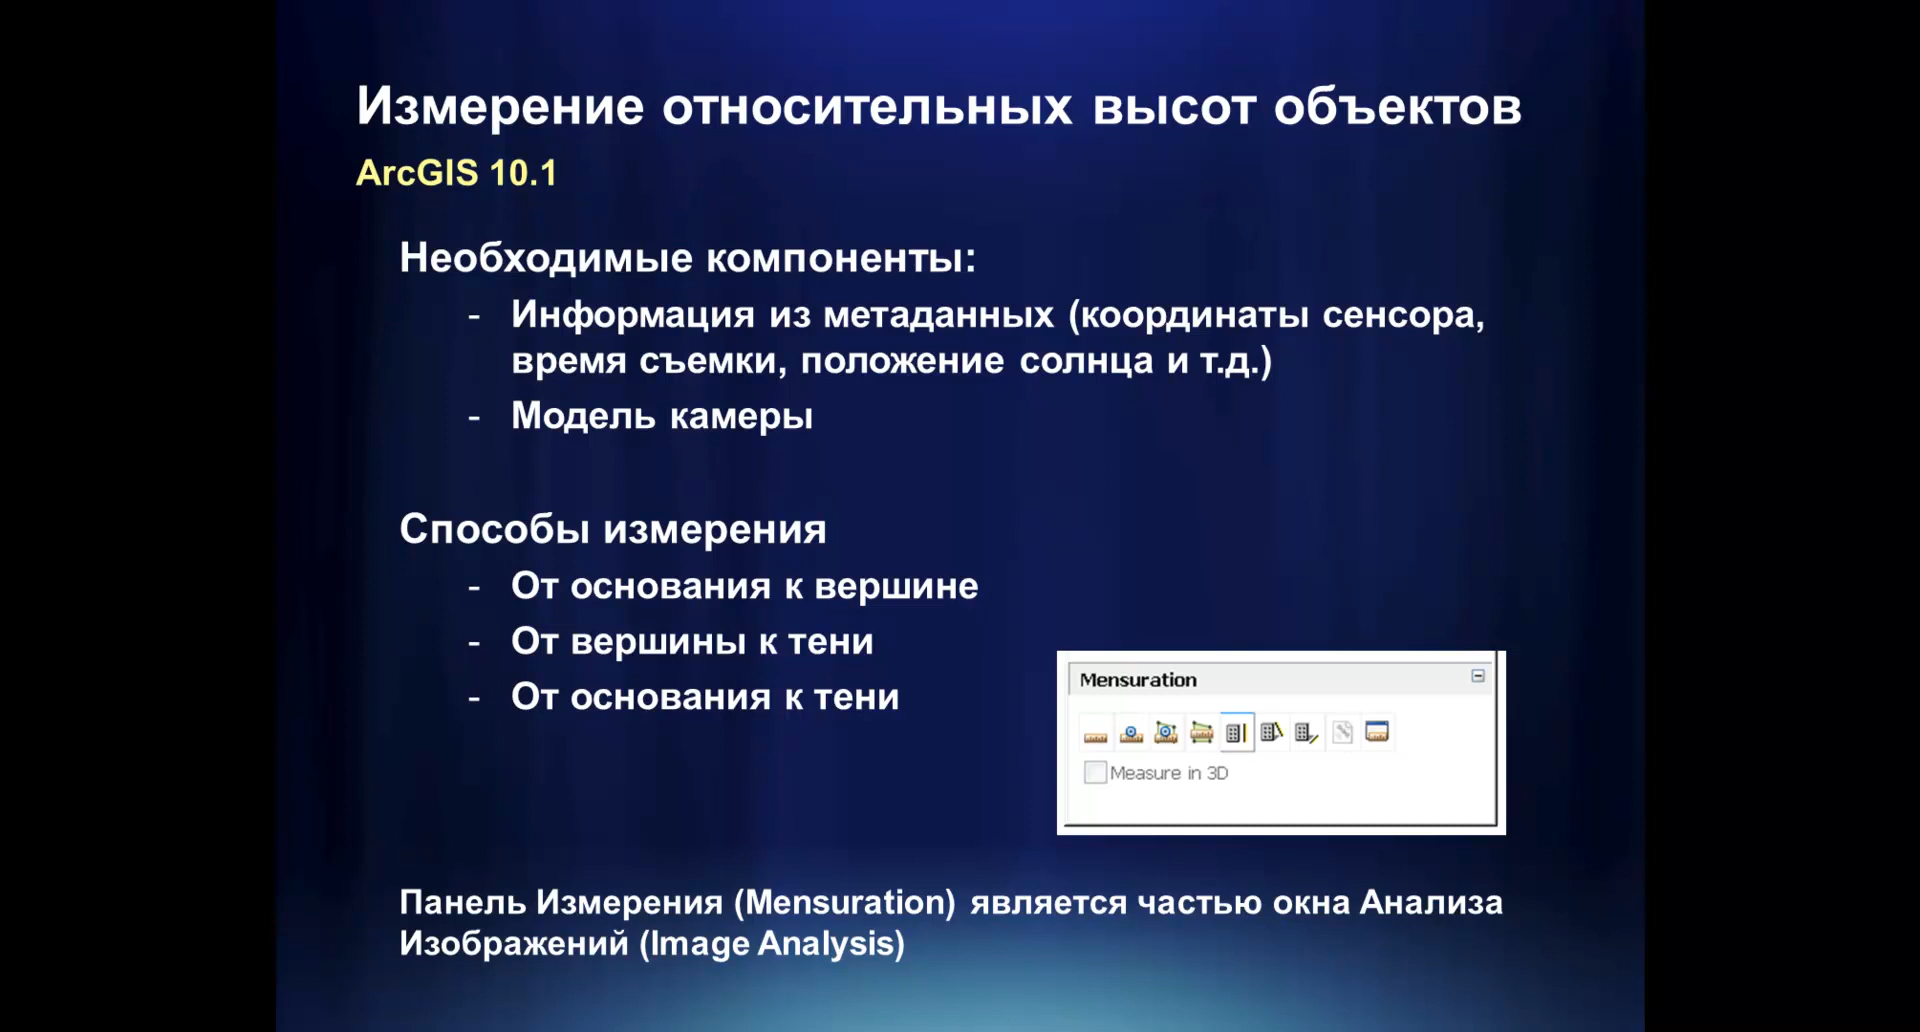 Измерение относительных высот объектов
ArcGIS 10.1
Необходимые компоненты:
- Информация из метаданных (координаты сенсора,
время съемки, положение солнца и т.д.)
- Модель камеры
Способы измерения
- От основания к вершине
- От вершины к тени
- От основания к тени
Mensuration
Measure in 3D
Панель Измерения (Mensuration) является частью окна Анализа
Изображений (Image Analysis)